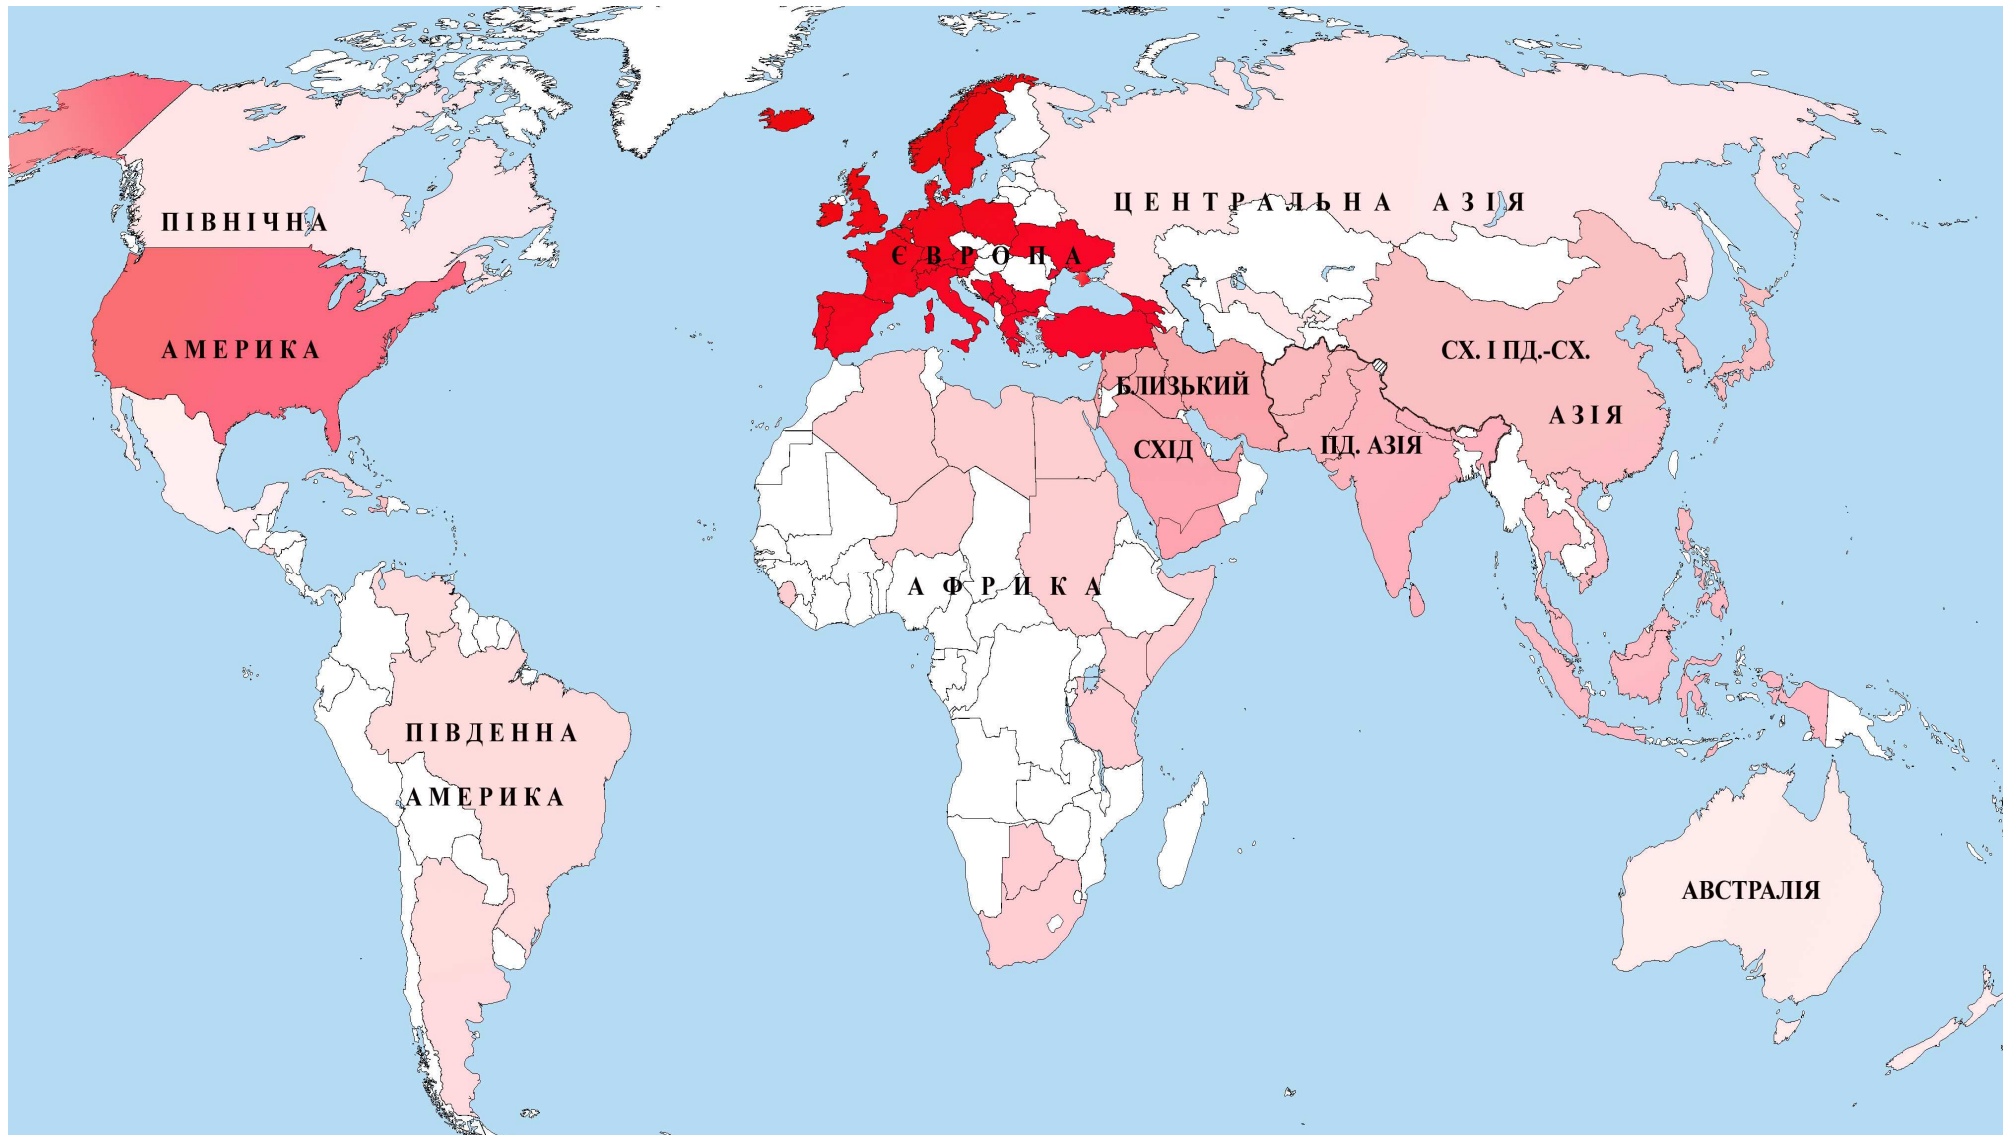 ЦЕНТРАЛЬНА АЗІЯ
ПІВНІЧНА
ЄВРОПА
АМЕРИКА
СХ. І ПД.-СХ.
БЛИЗЬКИЙ
АЗІЯ
СХІД
ПД. АЗІЯ
АФРИКА
ПІВДЕННА
АМЕРИКА
АВСТРАЛІЯ